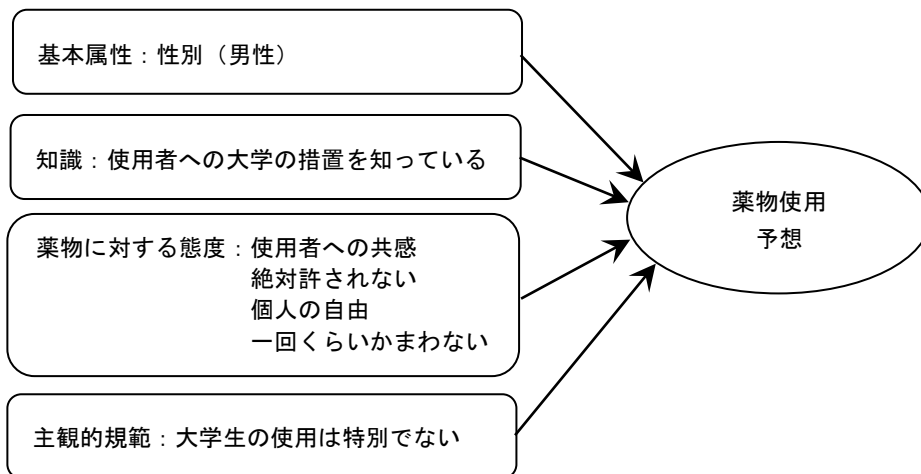 基本属性：性別（男性）
知識：使用者への大学の措置を知っている
薬物に対する態度：使用者への共感
絶対許されない
個人の自由
一回くらいかまわない
主観的規範：大学生の使用は特別でない
薬物使用
予想